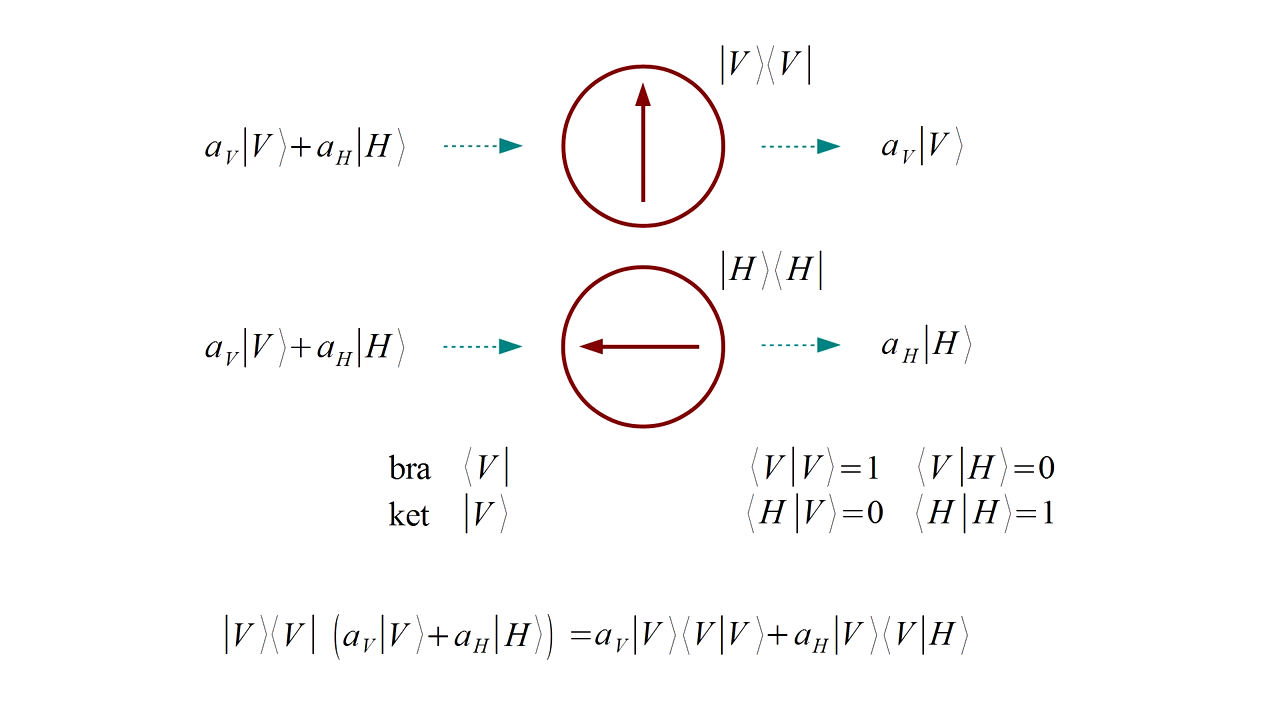 |V⟩⟨V|
a_V|V⟩+a_H|H⟩ a_V|V⟩
|H⟩⟨H|
a_V|V⟩+a_H|H⟩ a_H|H⟩
bra ⟨V| ⟨V|V⟩=1 ⟨V|H⟩=0
ket |V⟩ ⟨H|V⟩=0 ⟨H|H⟩=1
|V⟩⟨V| (a_V|V⟩+a_H|H⟩) =a_V|V⟩⟨V|V⟩+a_H|V⟩⟨V|H⟩